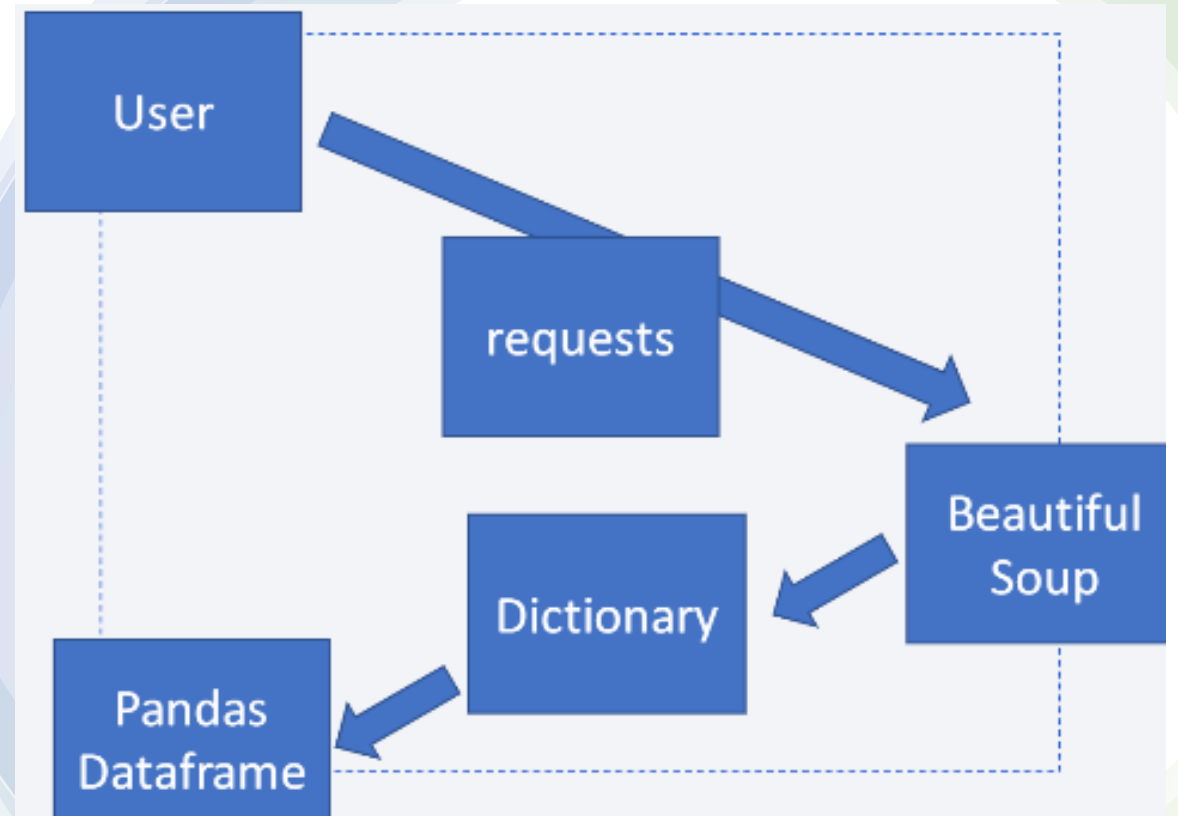 User
requests
Beautiful
Soup
Dictionary
Pandas
Dataframe